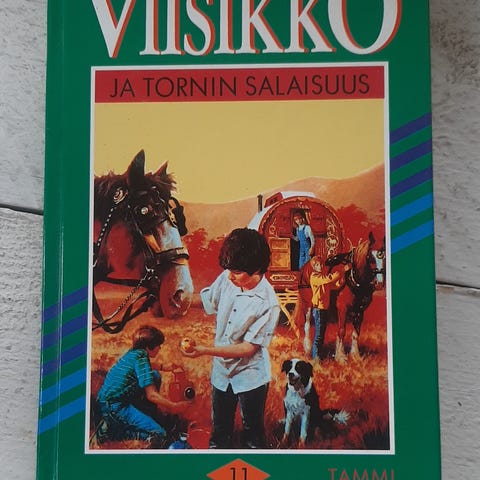 VIISIKKO
JA TORNIN SALAISUUS
11
TAMMI